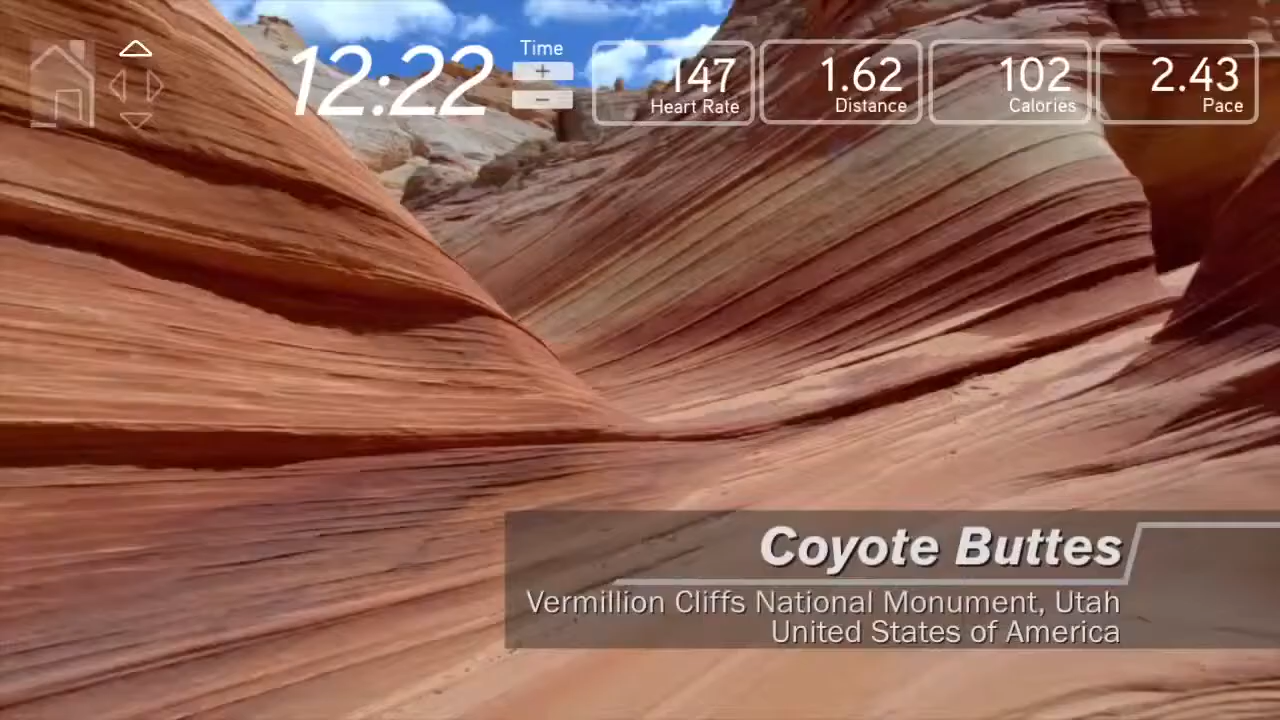 12:22
Time
+
−
147
Heart Rate
1.62
Distance
102
Calories
2.43
Pace
Coyote Buttes
Vermillion Cliffs National Monument, Utah
United States of America